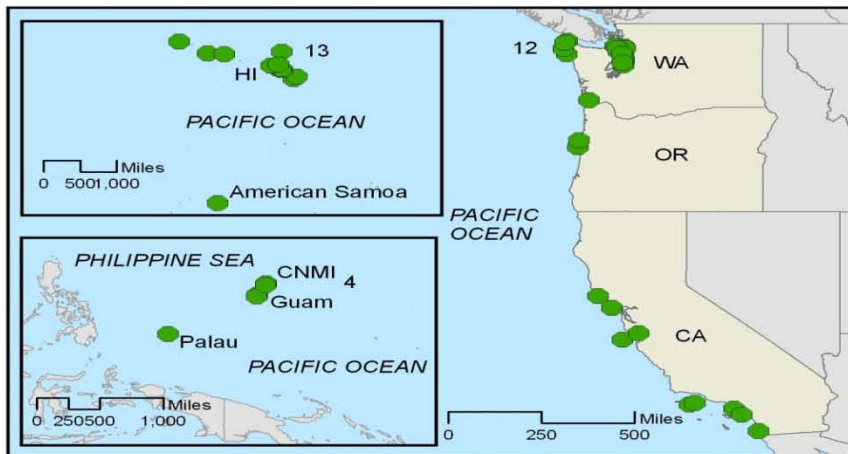 13
HI
PACIFIC OCEAN
Miles
0 5001,000
American Samoa
PHILIPPINE SEA
CNMI
4
Guam
Palau
PACIFIC OCEAN
Miles
0 250500 1,000
12
WA
OR
PACIFIC
OCEAN
CA
Miles
0 250 500